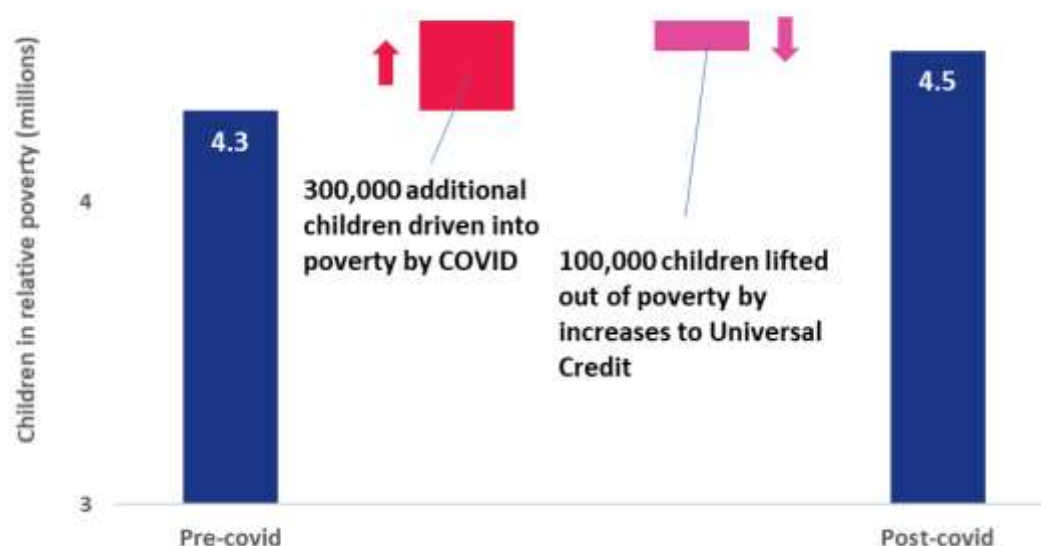 Children in relative poverty (millions)
4
3
4.3
300,000 additional
children driven into
poverty by COVID
100,000 children lifted
out of poverty by
increases to Universal
Credit
4.5
Pre-covid
Post-covid